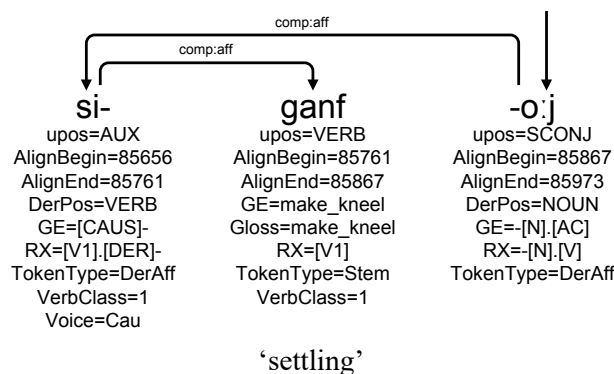 comp:aff
comp:aff
si- ganf -oːj
upos=AUX upos=VERB upos=SCONJ
AlignBegin=85656 AlignBegin=85761 AlignBegin=85867
AlignEnd=85761 AlignEnd=85867 AlignEnd=85973
DerPos=VERB GE=make_kneel DerPos=NOUN
GE=[CAUS]- Gloss=make_kneel GE=-[N].[AC]
RX=[V1].[DER]- RX=[V1] RX=-[N].[V]
TokenType=DerAff TokenType=Stem TokenType=DerAff
VerbClass=1 VerbClass=1
Voice=Cau
‘settling’